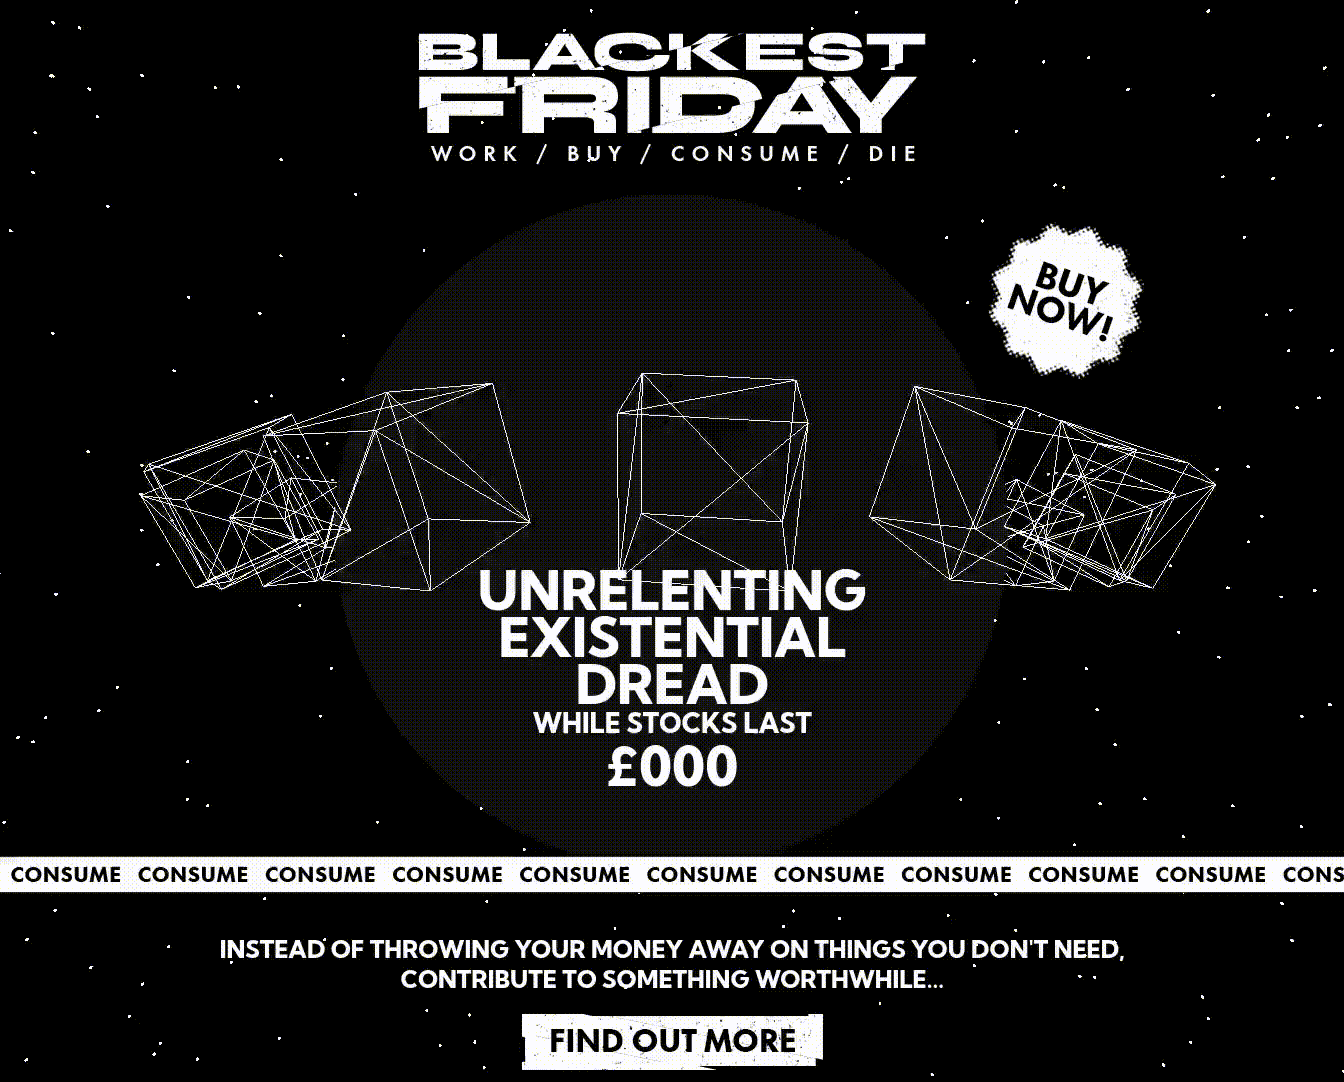 BLACKEST
FRIDAY
WORK / BUY / CONSUME / DIE
BUY
NOW!
UNRELENTING
EXISTENTIAL
DREAD
WHILE STOCKS LAST
£000
CONSUME CONSUME CONSUME CONSUME CONSUME CONSUME CONSUME CONSUME CONSUME CONSUME CONS
INSTEAD OF THROWING YOUR MONEY AWAY ON THINGS YOU DON'T NEED,
CONTRIBUTE TO SOMETHING WORTHWHILE...
FIND OUT MORE